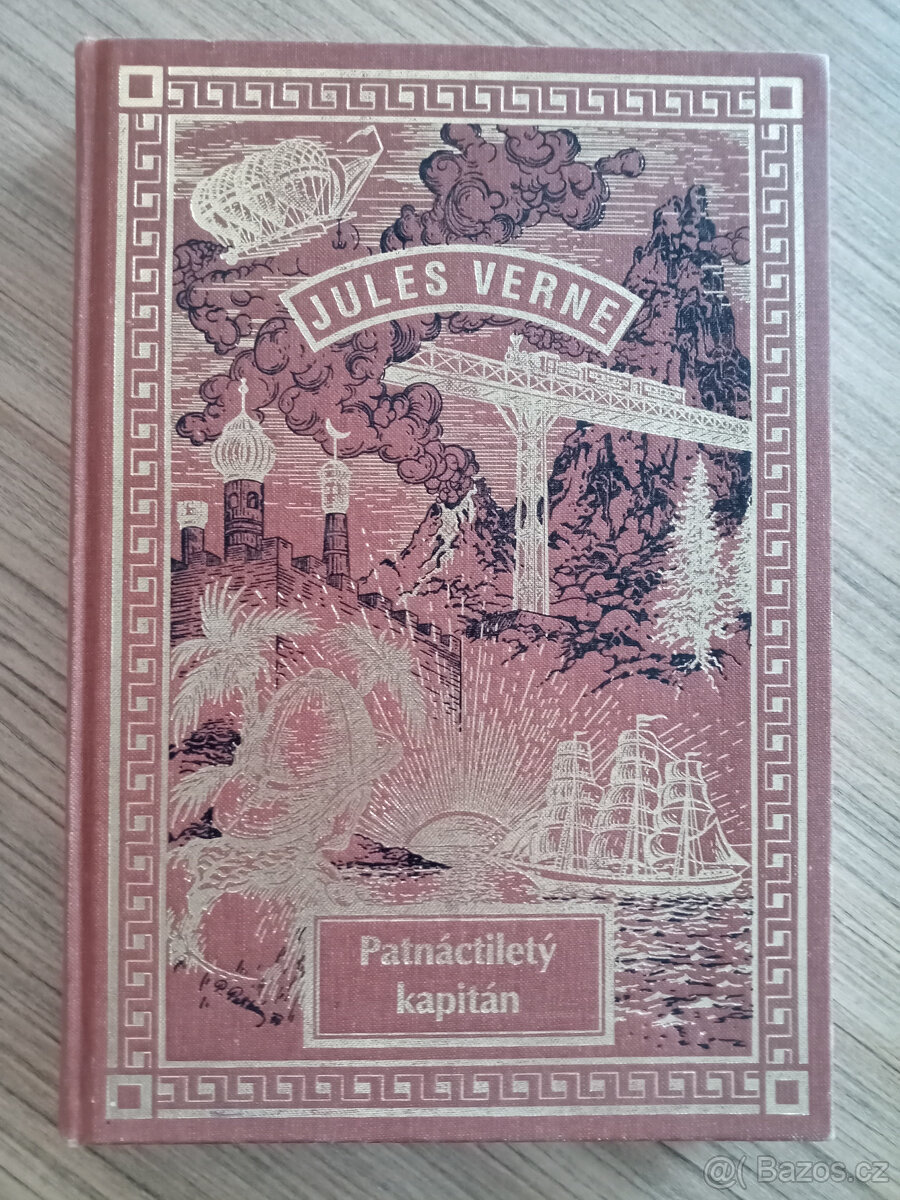 JULES VERNE
Patnáctiletý
kapitán
@( Bazos.cz